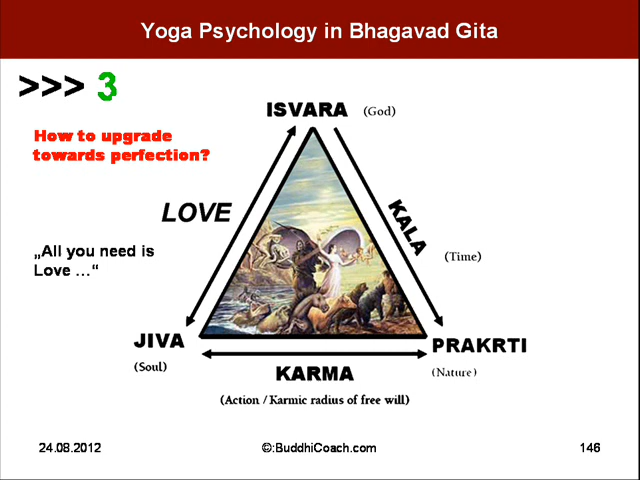 Yoga Psychology in Bhagavad Gita
>>> 3
ISVARA (God)
How to upgrade
towards perfection?
LOVE
KALA
„All you need is
Love …“
(Time)
JIVA
PRAKRTI
(Soul)
KARMA
(Nature)
(Action / Karmic radius of free will)
24.08.2012
©:BuddhiCoach.com
146